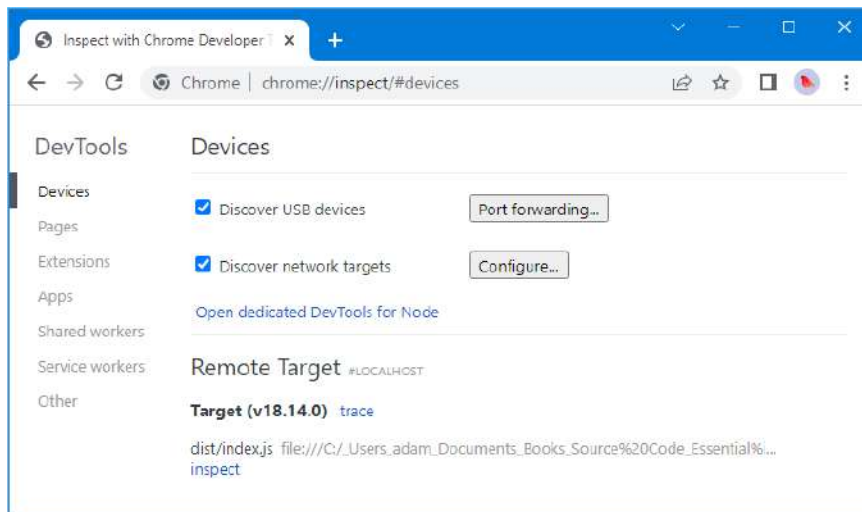 Inspect with Chrome Developer T
Chrome | chrome://inspect/#devices
DevTools
Devices
Pages
Extensions
Apps
Shared workers
Service workers
Other
Devices
Discover USB devices
Port forwarding...
Discover network targets
Configure...
Open dedicated DevTools for Node
Remote Target #LOCALHOST
Target (v18.14.0) trace
dist/index.js file:///C:/_Users_adam_Documents_Books_Source%20Code_Essential%...
inspect